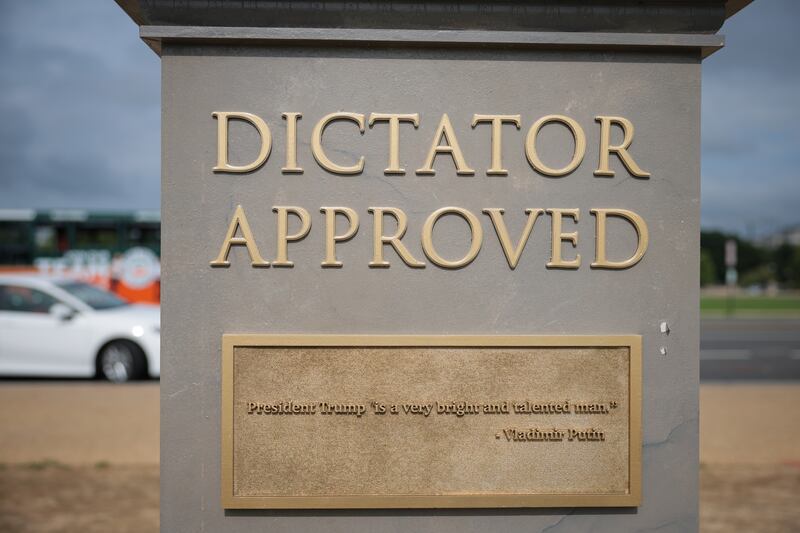 DICTATOR
APPROVED
President Trump "is a very bright and talented man,"
- Vladimir Putin